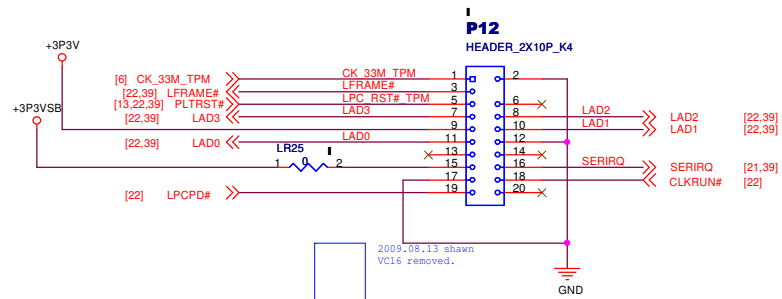 P12
HEADER_2X10P_K4
+3P3V
[6] CK_33M_TPM CK_33M_TPM 1 2
[22,39] LFRAME# LFRAME# 3
[13,22,39] PLTRST# LPC_RST#_TPM 5 6
+3P3VSB
[22,39] LAD3 LAD3 7 8 LAD2 LAD2 [22,39]
9 10 LAD1 LAD1 [22,39]
[22,39] LAD0 LAD0 11 12
LR25
13 14
1 0 2 15 16 SERIRQ SERIRQ [21,39]
17 18 CLKRUN# [22]
[22] LPCPD# 19 20
2009.08.13 shawn
VC16 removed.
GND